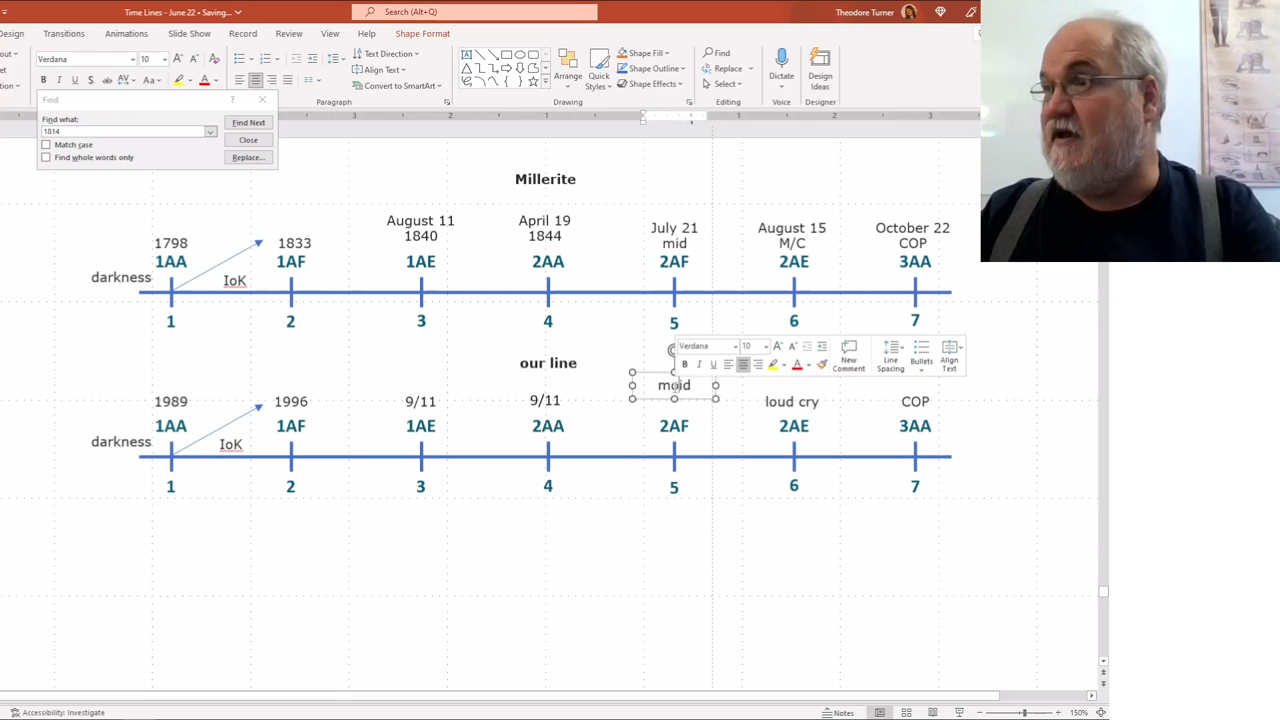 Time Lines - June 22 • Saving...
Search (Alt+Q)
Theodore Turner
Design Transitions Animations Slide Show Record Review View Help Shape Format
Verdana 10
Text Direction
Align Text
Convert to SmartArt
Paragraph
Arrange
Quick Styles
Shape Fill
Shape Outline
Shape Effects
Drawing
Find
Replace
Select
Editing
Dictate
Voice
Design Ideas
Designer
Find
Find what:
1814
Match case
Find whole words only
Find Next
Close
Replace...
Millerite
1798
1AA
darkness
IoK
1833
1AF
August 11
1840
1AE
April 19
1844
2AA
July 21
mid
2AF
August 15
M/C
2AE
October 22
COP
3AA
1 2 3 4 5 6 7
Verdana 10
New Comment
Line Spacing
Bullets
Align Text
our line
moid
1989 1996 9/11 9/11 loud cry COP
1AA 1AF 1AE 2AA 2AF 2AE 3AA
darkness
IoK
1 2 3 4 5 6 7
Accessibility: Investigate
Notes
150%